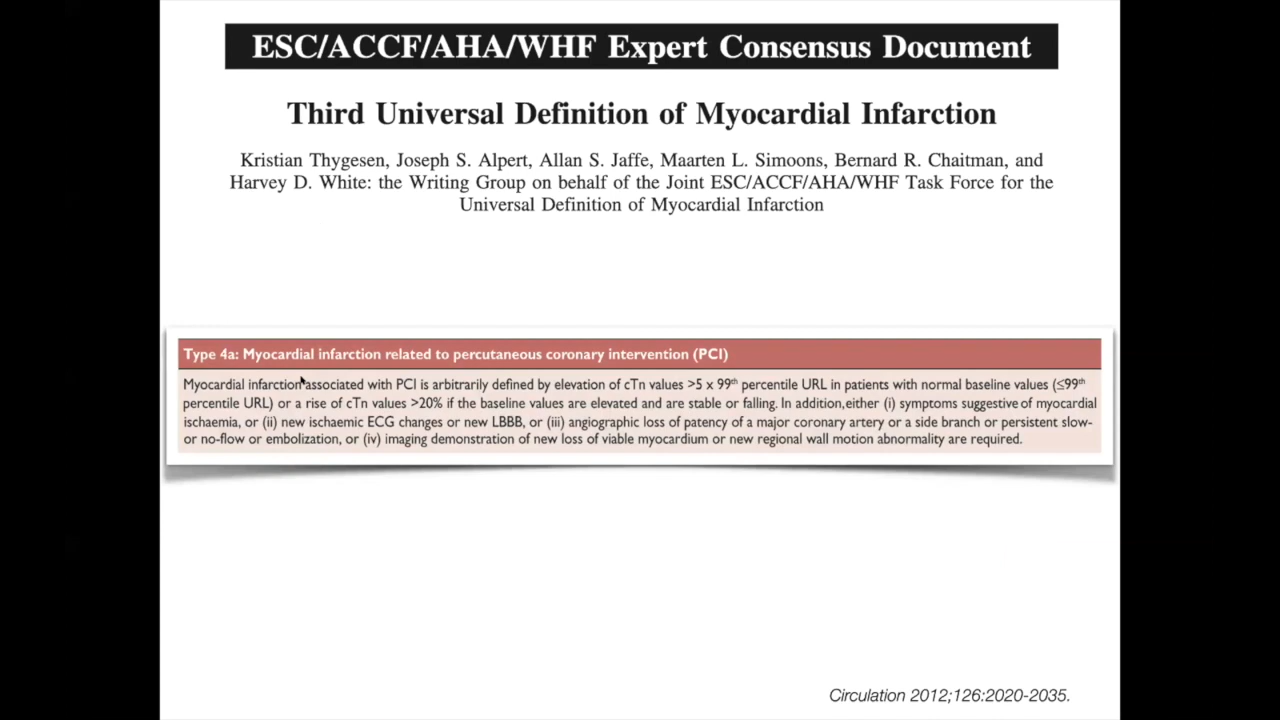 ESC/ACCF/AHA/WHF Expert Consensus Document
Third Universal Definition of Myocardial Infarction
Kristian Thygesen, Joseph S. Alpert, Allan S. Jaffe, Maarten L. Simoons, Bernard R. Chaitman, and
Harvey D. White: the Writing Group on behalf of the Joint ESC/ACCF/AHA/WHF Task Force for the
Universal Definition of Myocardial Infarction
Type 4a: Myocardial infarction related to percutaneous coronary intervention (PCI)
Myocardial infarction associated with PCI is arbitrarily defined by elevation of cTn values >5 x 99th percentile URL in patients with normal baseline values (≤99th
percentile URL) or a rise of cTn values >20% if the baseline values are elevated and are stable or falling. In addition, either (i) symptoms suggestive of myocardial
ischaemia, or (ii) new ischaemic ECG changes or new LBBB, or (iii) angiographic loss of patency of a major coronary artery or a side branch or persistent slow-
or no-flow or embolization, or (iv) imaging demonstration of new loss of viable myocardium or new regional wall motion abnormality are required.
Circulation 2012;126:2020-2035.